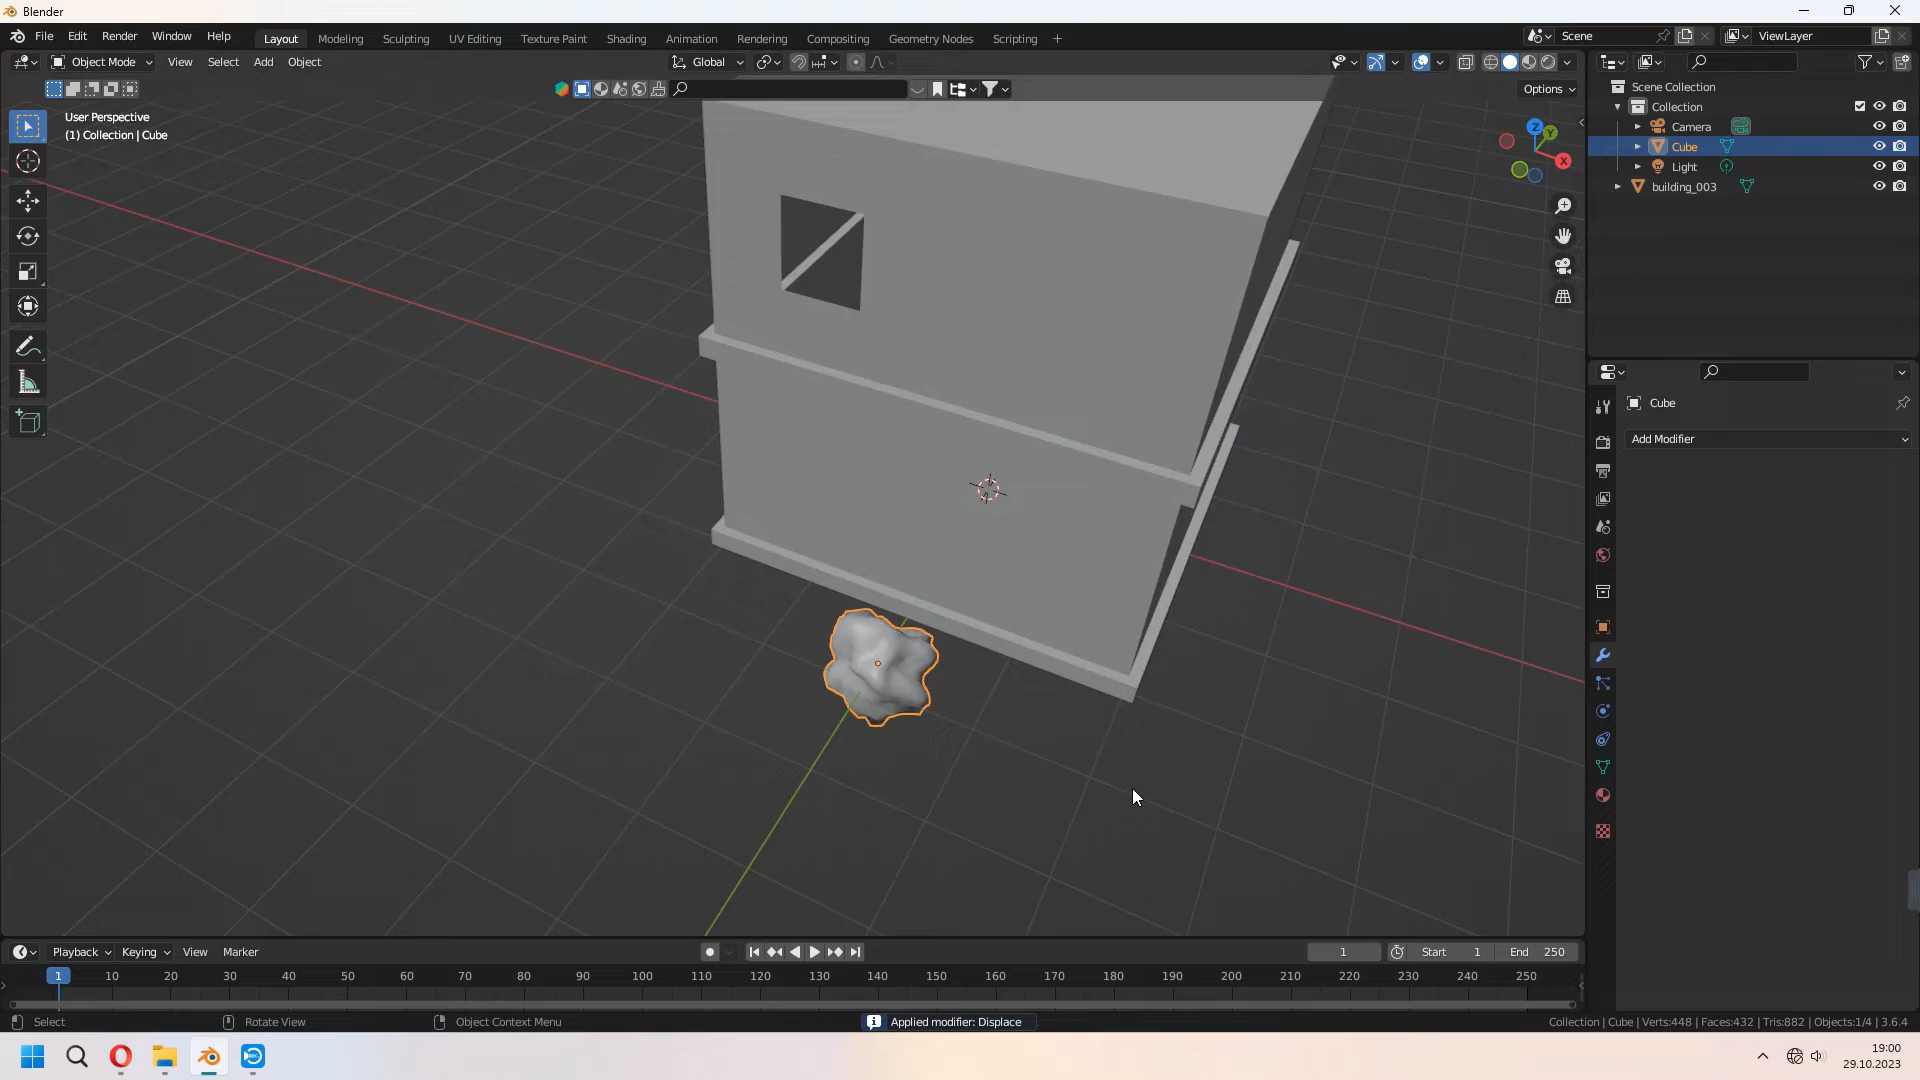 Blender
File Edit Render Window Help
Layout Modeling Sculpting UV Editing Texture Paint Shading Animation Rendering Compositing Geometry Nodes Scripting +
Scene
ViewLayer
Object Mode View Select Add Object
Global
Options
User Perspective
(1) Collection | Cube
Z
Y
X
Scene Collection
Collection
Camera
Cube
Light
building_003
Cube
Add Modifier
Playback Keying View Marker
1
Start 1
End 250
1 10 20 30 40 50 60 70 80 90 100 110 120 130 140 150 160 170 180 190 200 210 220 230 240 250
Select
Rotate View
Object Context Menu
Applied modifier: Displace
Collection | Cube | Verts:448 | Faces:432 | Tris:882 | Objects:1/4 | 3.6.4
19:00
29.10.2023